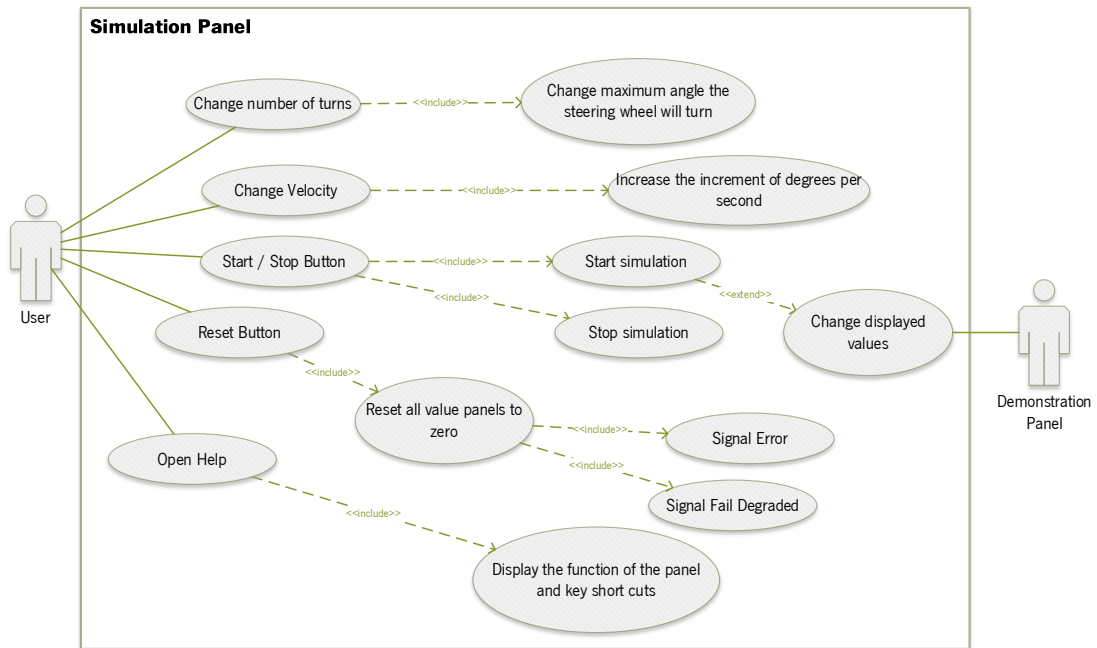 Simulation Panel
Change number of turns
<<include>>
Change maximum angle the
steering wheel will turn
Change Velocity
<<include>>
Increase the increment of degrees per
second
Start / Stop Button
<<include>>
Start simulation
<<include>>
<<extend>>
Stop simulation
Change displayed
values
User
Reset Button
<<include>>
Reset all value panels to
zero
<<include>>
Signal Error
<<include>>
Signal Fail Degraded
Demonstration
Panel
Open Help
<<include>>
Display the function of the panel
and key short cuts